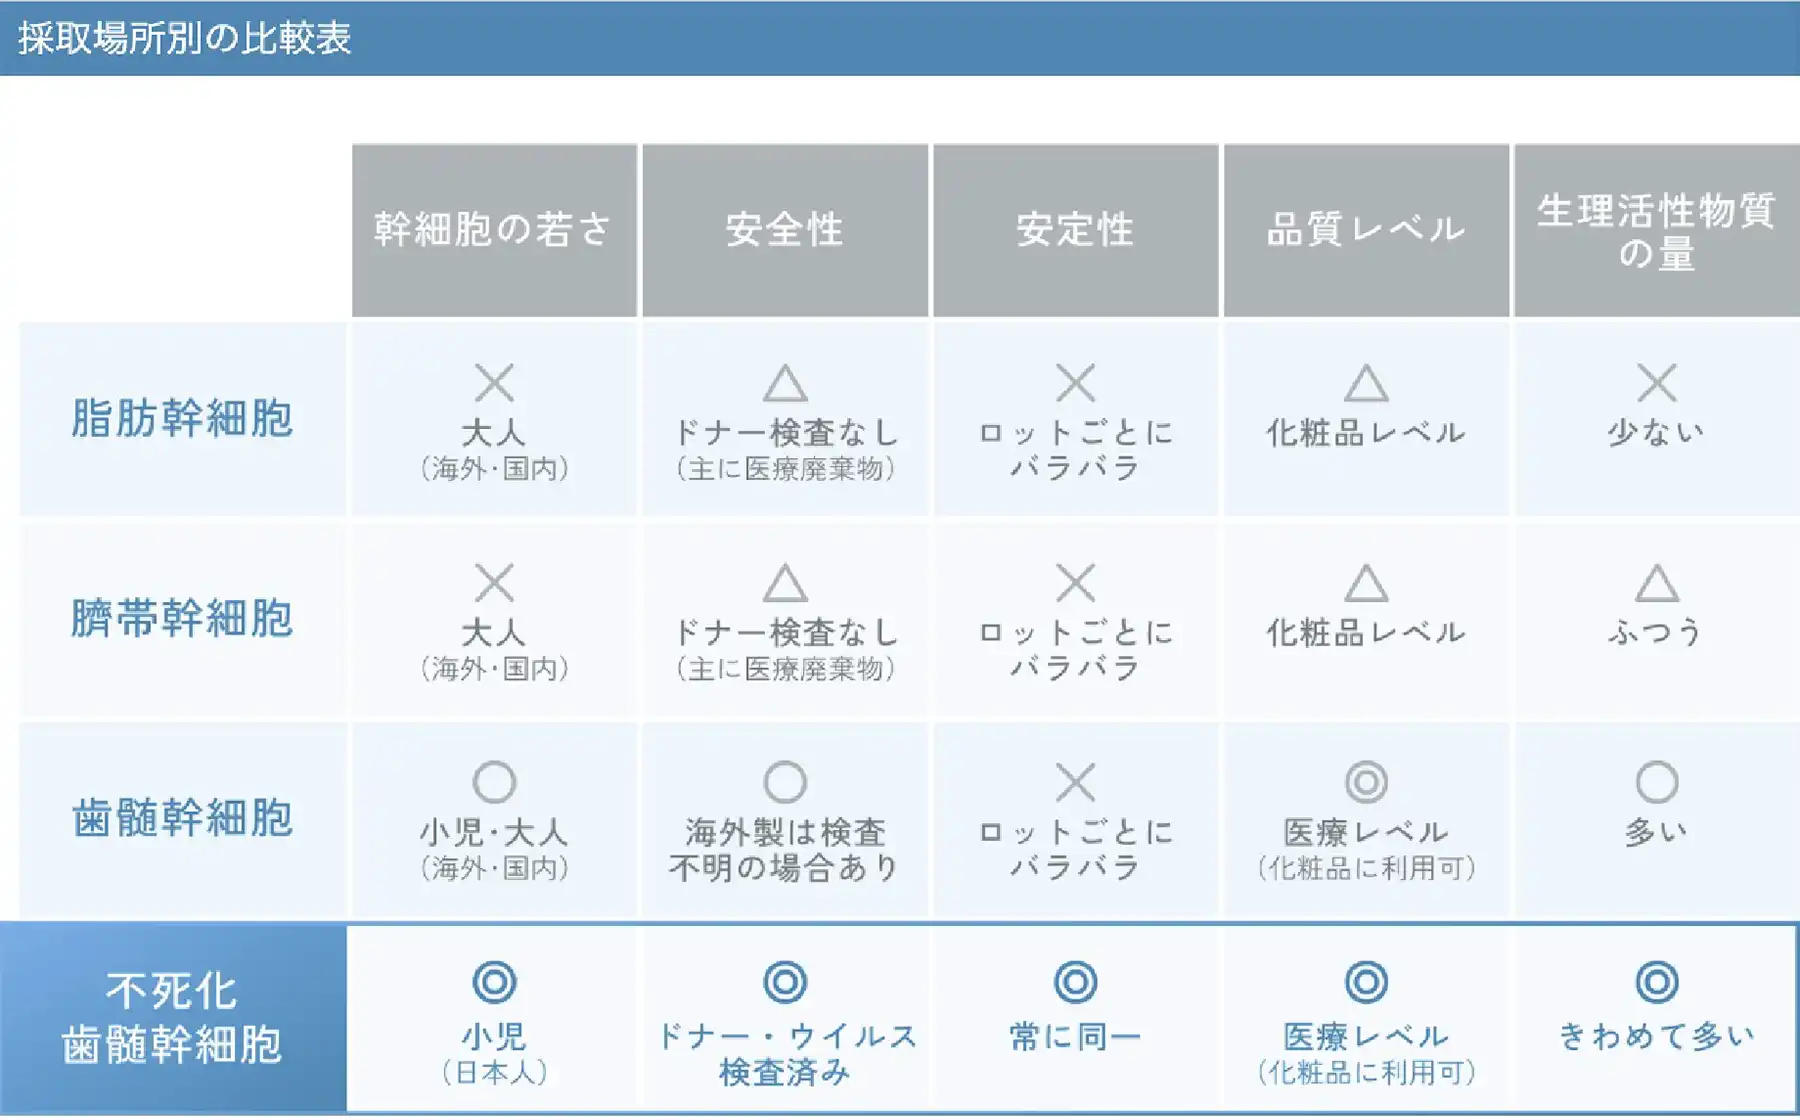 採取場所別の比較表
幹細胞の若さ
安全性
安定性
品質レベル
生理活性物質
の量
脂肪幹細胞
×
大人
（海外･国内）
△
ドナー検査なし
（主に医療廃棄物）
×
ロットごとに
バラバラ
△
化粧品レベル
×
少ない
臍帯幹細胞
×
大人
（海外･国内）
△
ドナー検査なし
（主に医療廃棄物）
×
ロットごとに
バラバラ
△
化粧品レベル
△
ふつう
歯髄幹細胞
○
小児･大人
（海外･国内）
○
海外製は検査
不明の場合あり
×
ロットごとに
バラバラ
◎
医療レベル
（化粧品に利用可）
○
多い
不死化
歯髄幹細胞
◎
小児
（日本人）
◎
ドナー・ウイルス
検査済み
◎
常に同一
◎
医療レベル
（化粧品に利用可）
◎
きわめて多い